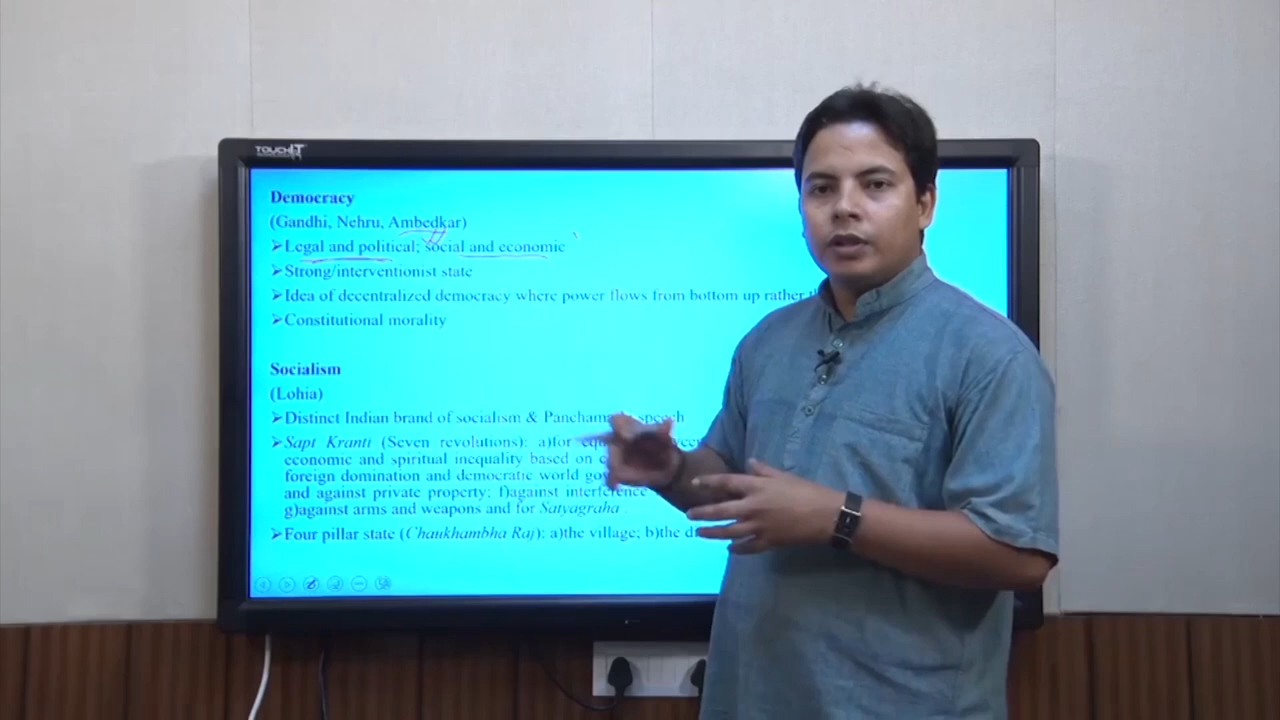 TOUCHIT
Democracy
(Gandhi, Nehru, Ambedkar)
➢Legal and political; social and economic
➢Strong/interventionist state
➢Idea of decentralized democracy where power flows from bottom up rather
➢Constitutional morality
Socialism
(Lohia)
➢Distinct Indian brand of socialism & speech
➢Sapt Kranti (Seven revolutions): a)for
economic and spiritual inequality based on
foreign domination and democratic world
and against private property; f)against interference
g)against arms and weapons and for Satyagraha .
➢Four pillar state (Chaukhambha Raj): a)the village; b)the